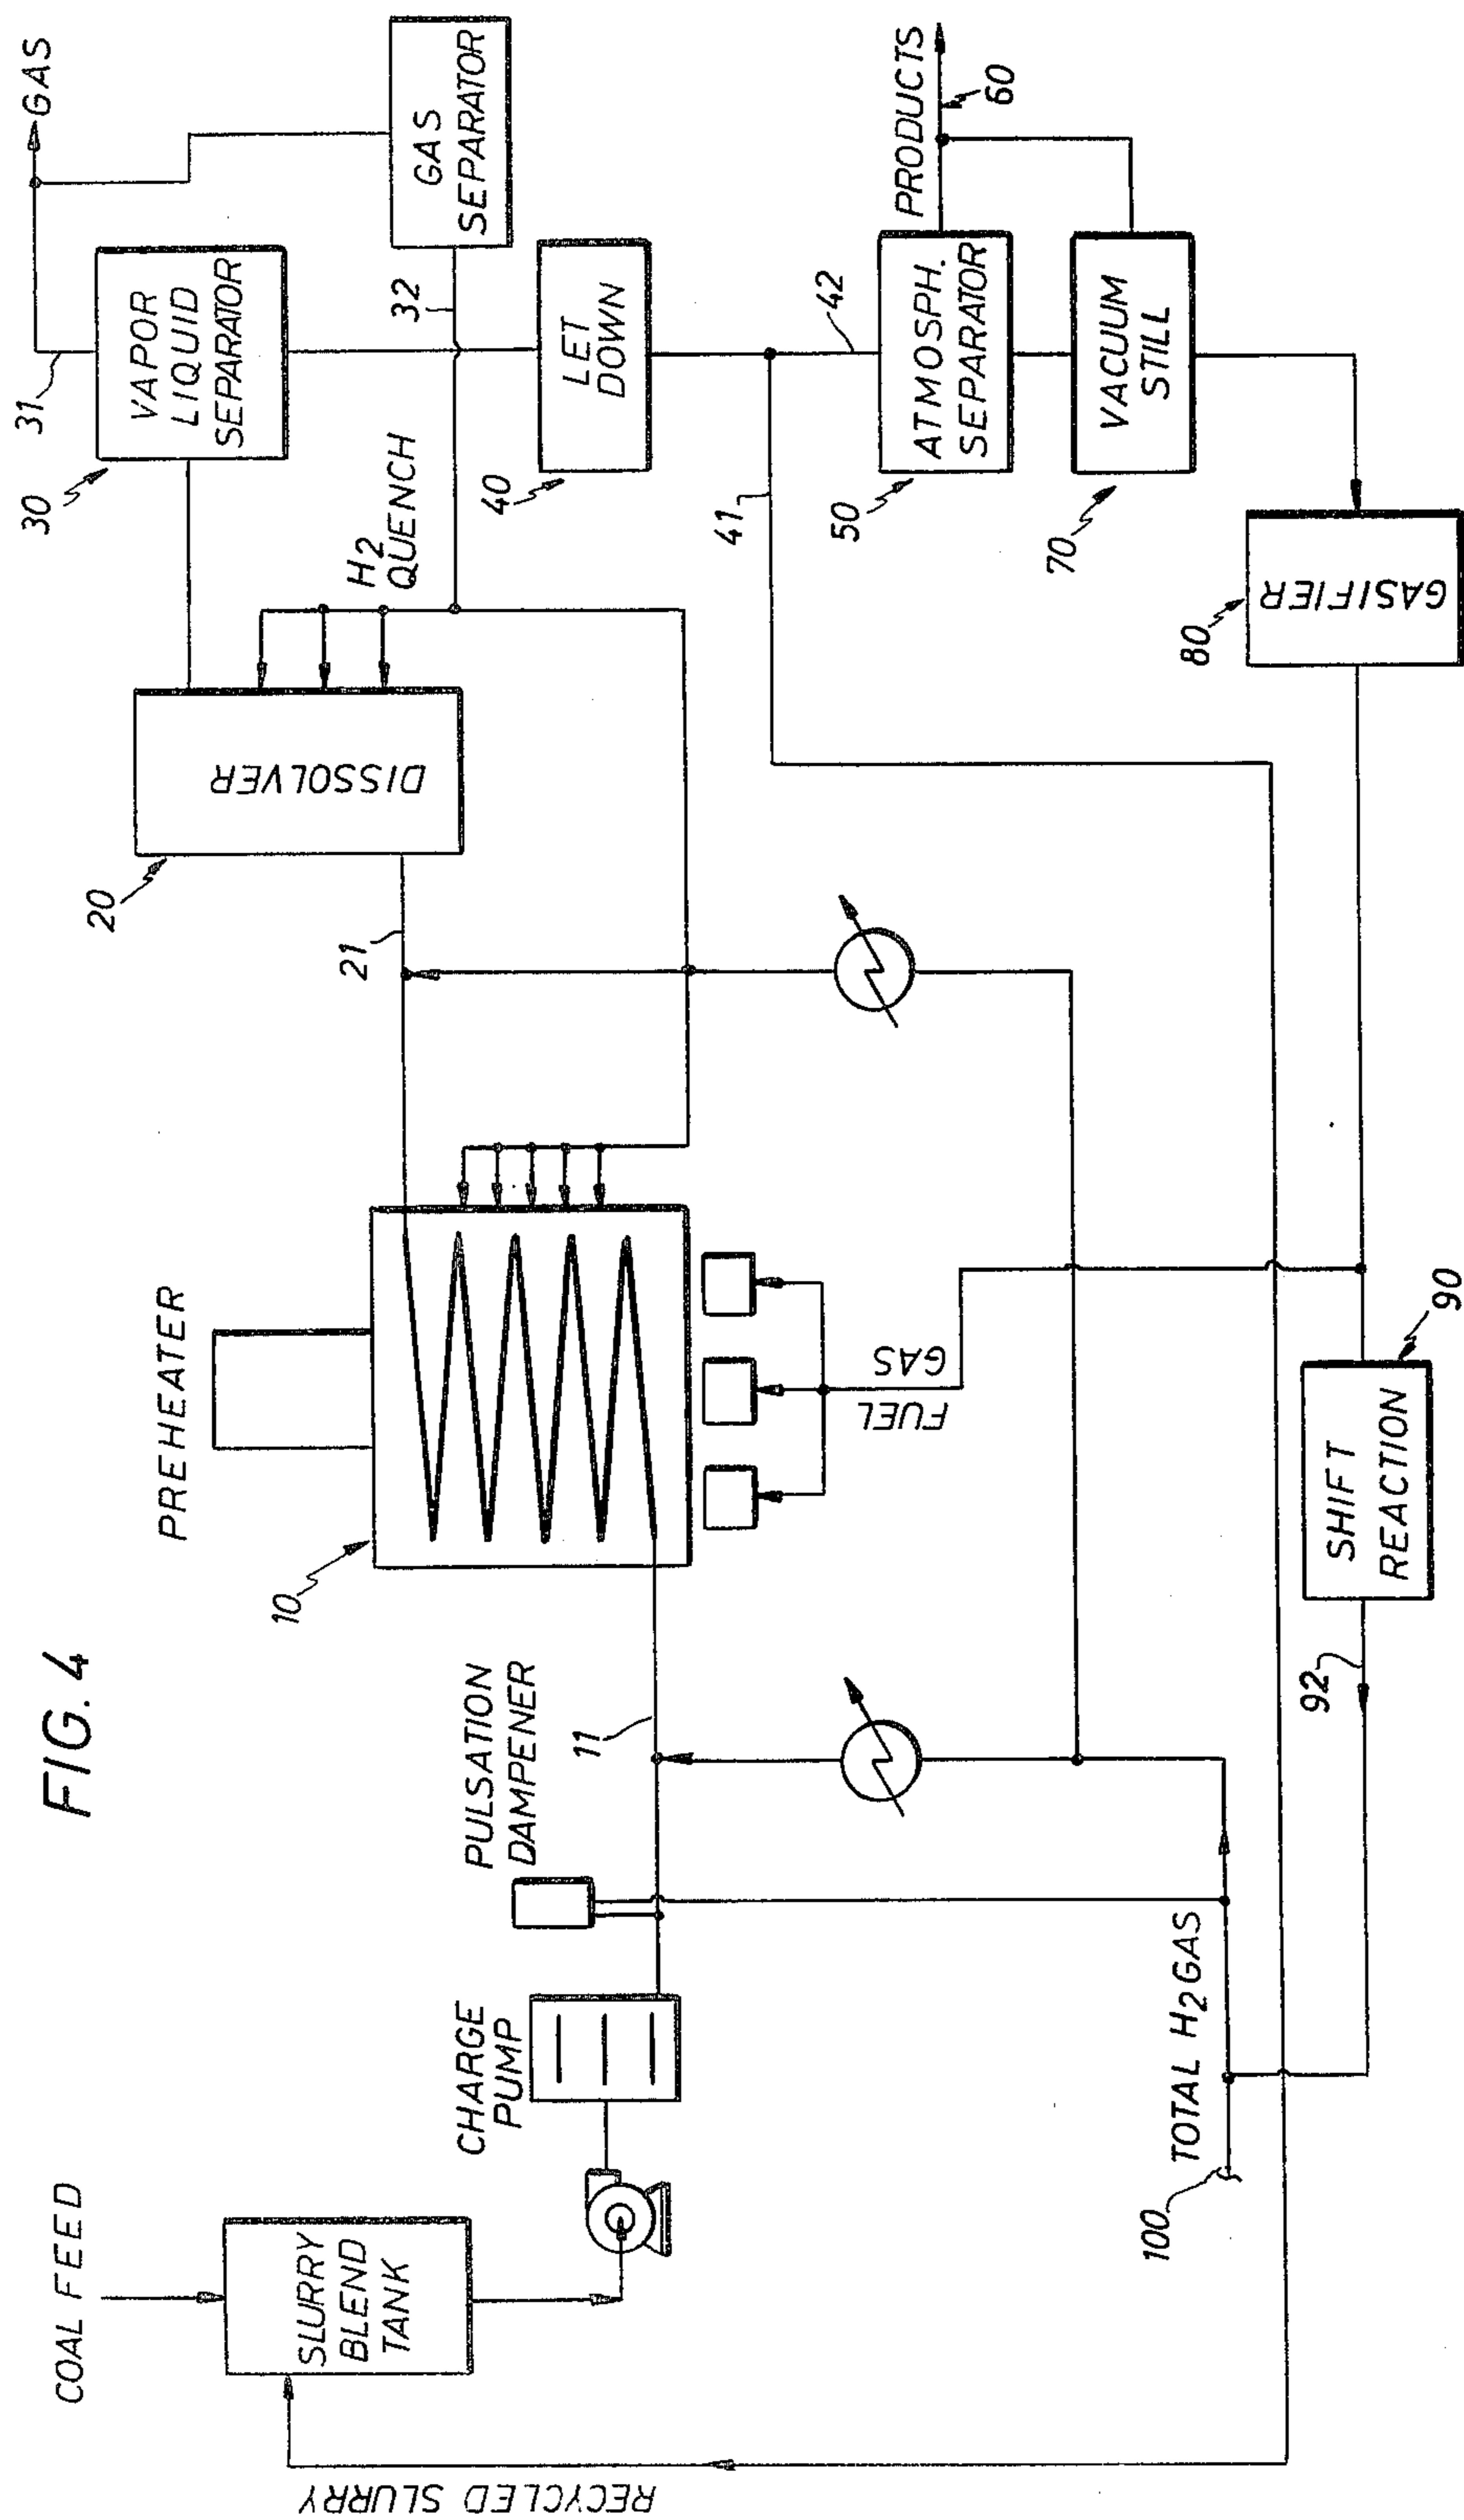 FIG. 4
COAL FEED
SLURRY
BLEND
TANK
RECYCLED SLURRY
CHARGE
PUMP
PULSATION
DAMPENER
11
PREHEATER
10
FUEL
GAS
21
20
DISSOLVER
H2
QUENCH
30
31
VAPOR
LIQUID
SEPARATOR
GAS
GAS
SEPARATOR
32
40
LET
DOWN
41
42
50
ATMOSPH.
SEPARATOR
PRODUCTS
60
70
VACUUM
STILL
80
GASIFIER
90
SHIFT
REACTION
92
TOTAL H2 GAS
100